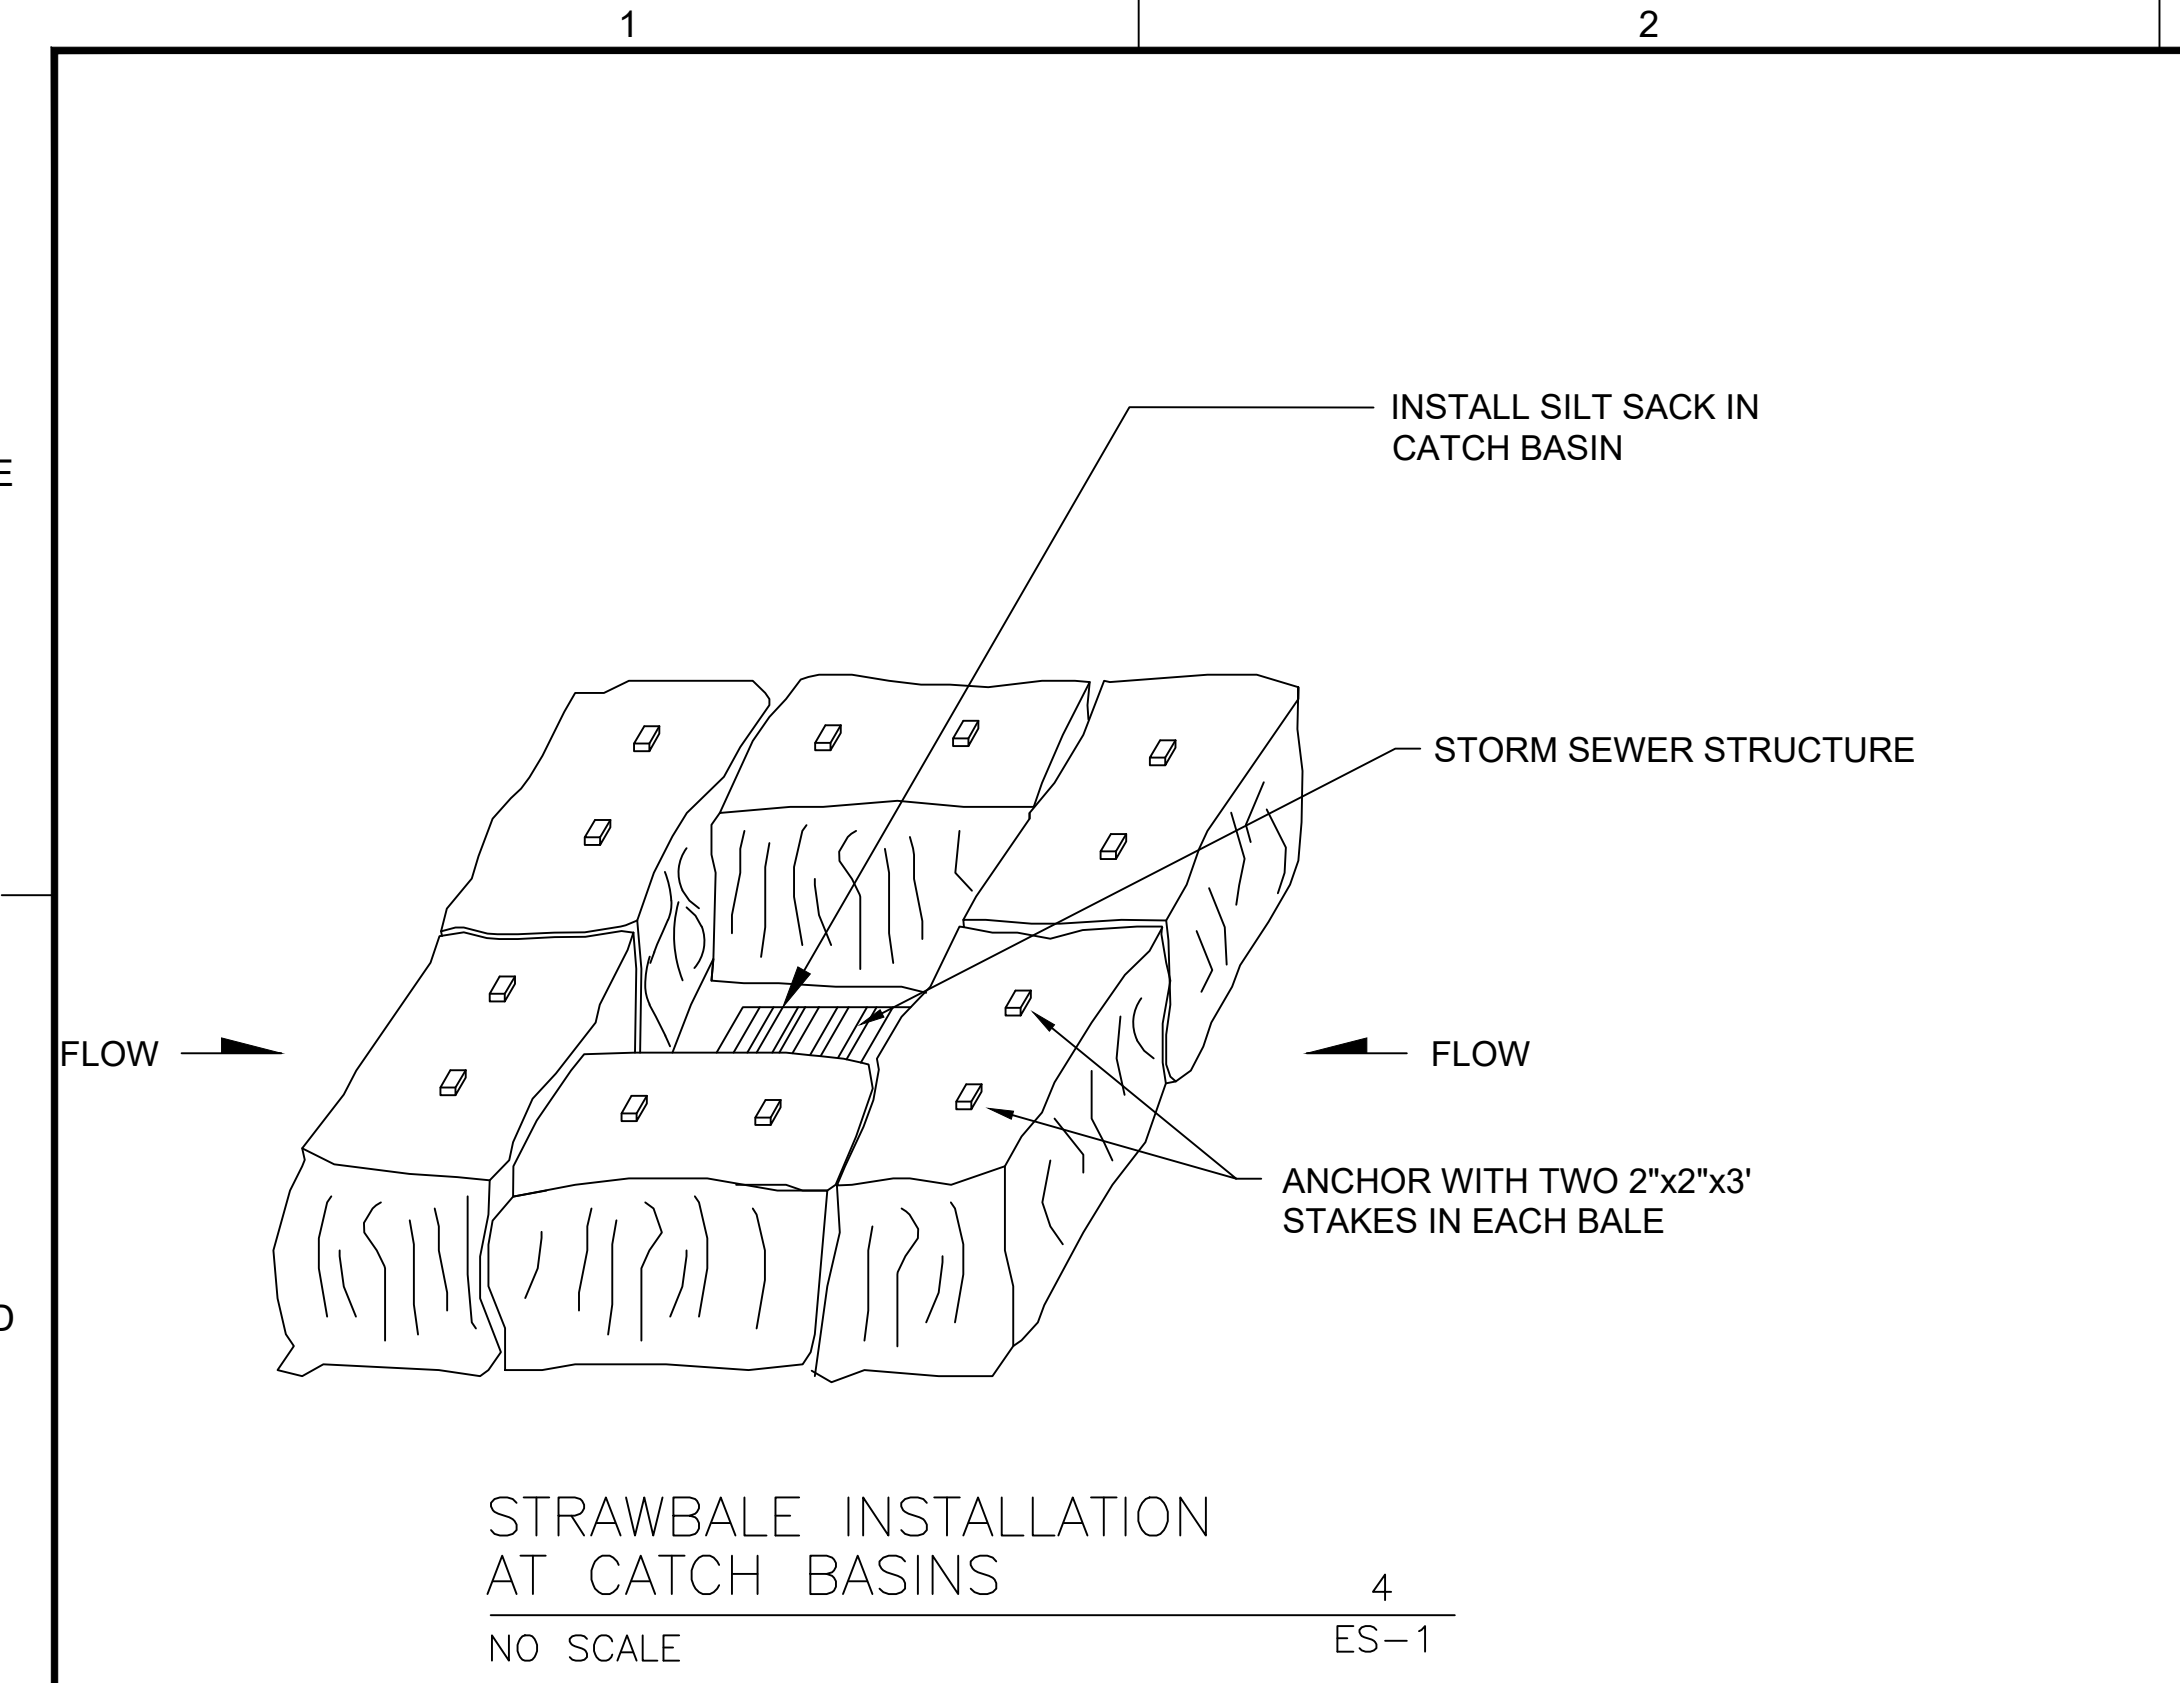 1
2
E
INSTALL SILT SACK IN
CATCH BASIN
STORM SEWER STRUCTURE
FLOW
FLOW
ANCHOR WITH TWO 2"x2"x3'
STAKES IN EACH BALE
D
STRAWBALE INSTALLATION
AT CATCH BASINS
4
NO SCALE
ES-1